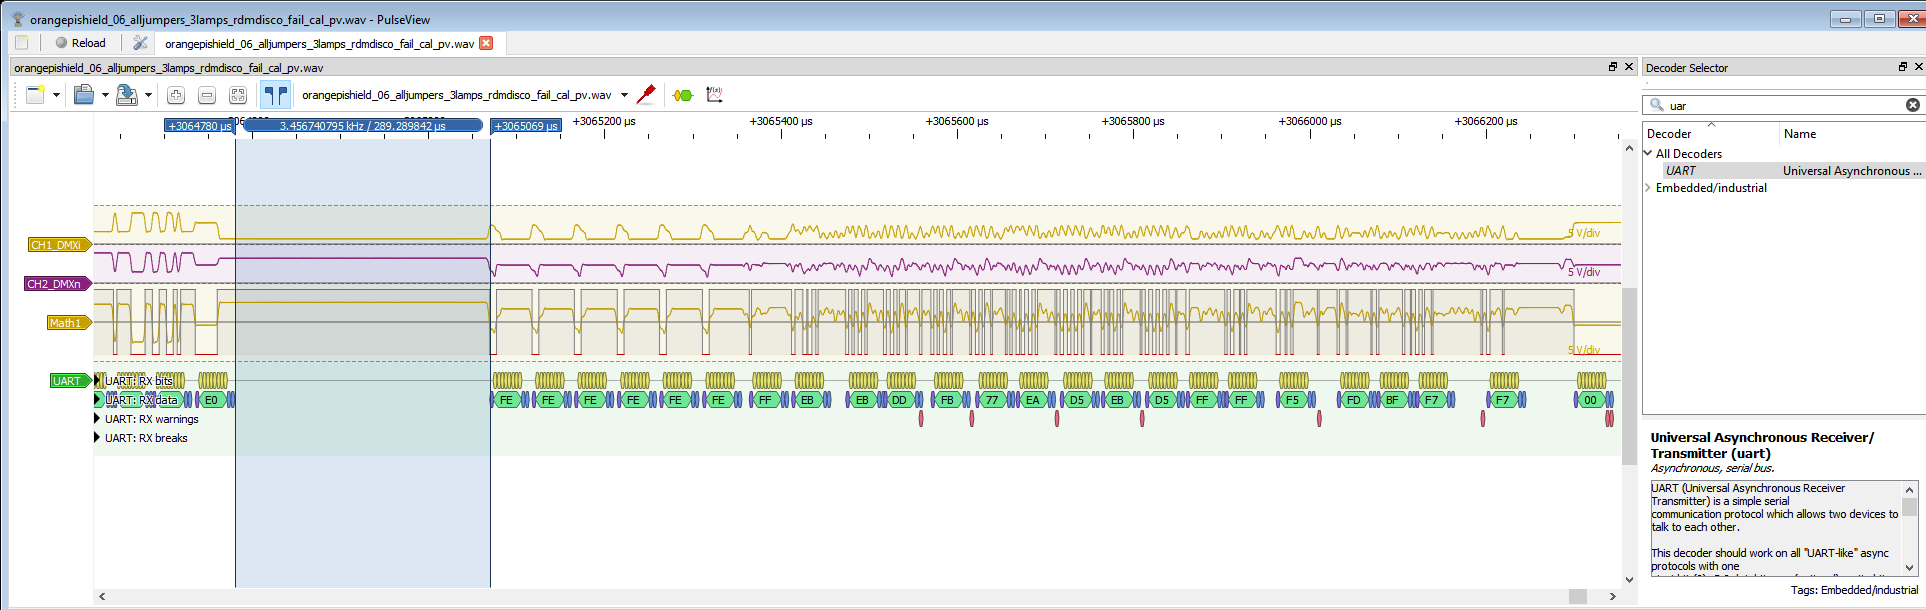 orangepishield_06_alljumpers_3lamps_rdmdisco_fail_cal_pv.wav - PulseView
Reload
orangepishield_06_alljumpers_3lamps_rdmdisco_fail_cal_pv.wav
orangepishield_06_alljumpers_3lamps_rdmdisco_fail_cal_pv.wav
orangepishield_06_alljumpers_3lamps_rdmdisco_fail_cal_pv.wav
+3064780 µs 3.456740795 kHz / 289.289842 µs +3065069 µs +3065200 µs +3065400 µs +3065600 µs +3065800 µs +3066000 µs +3066200 µs
CH1_DMXi 5 V/div
CH2_DMXn 5 V/div
Math1 5 V/div
UART UART: RX bits
UART: RX data E0 FE FE FE FE FE FE FF EB EB DD FB 77 EA D5 EB D5 FF FF F5 FD BF F7 F7 00
UART: RX warnings
UART: RX breaks
Decoder Selector
uar
Decoder Name
All Decoders
UART Universal Asynchronous ...
Embedded/industrial
Universal Asynchronous Receiver/
Transmitter (uart)
Asynchronous, serial bus.
UART (Universal Asynchronous Receiver
Transmitter) is a simple serial
communication protocol which allows two devices to
talk to each other.
This decoder should work on all "UART-like" async
protocols with one
Tags: Embedded/industrial